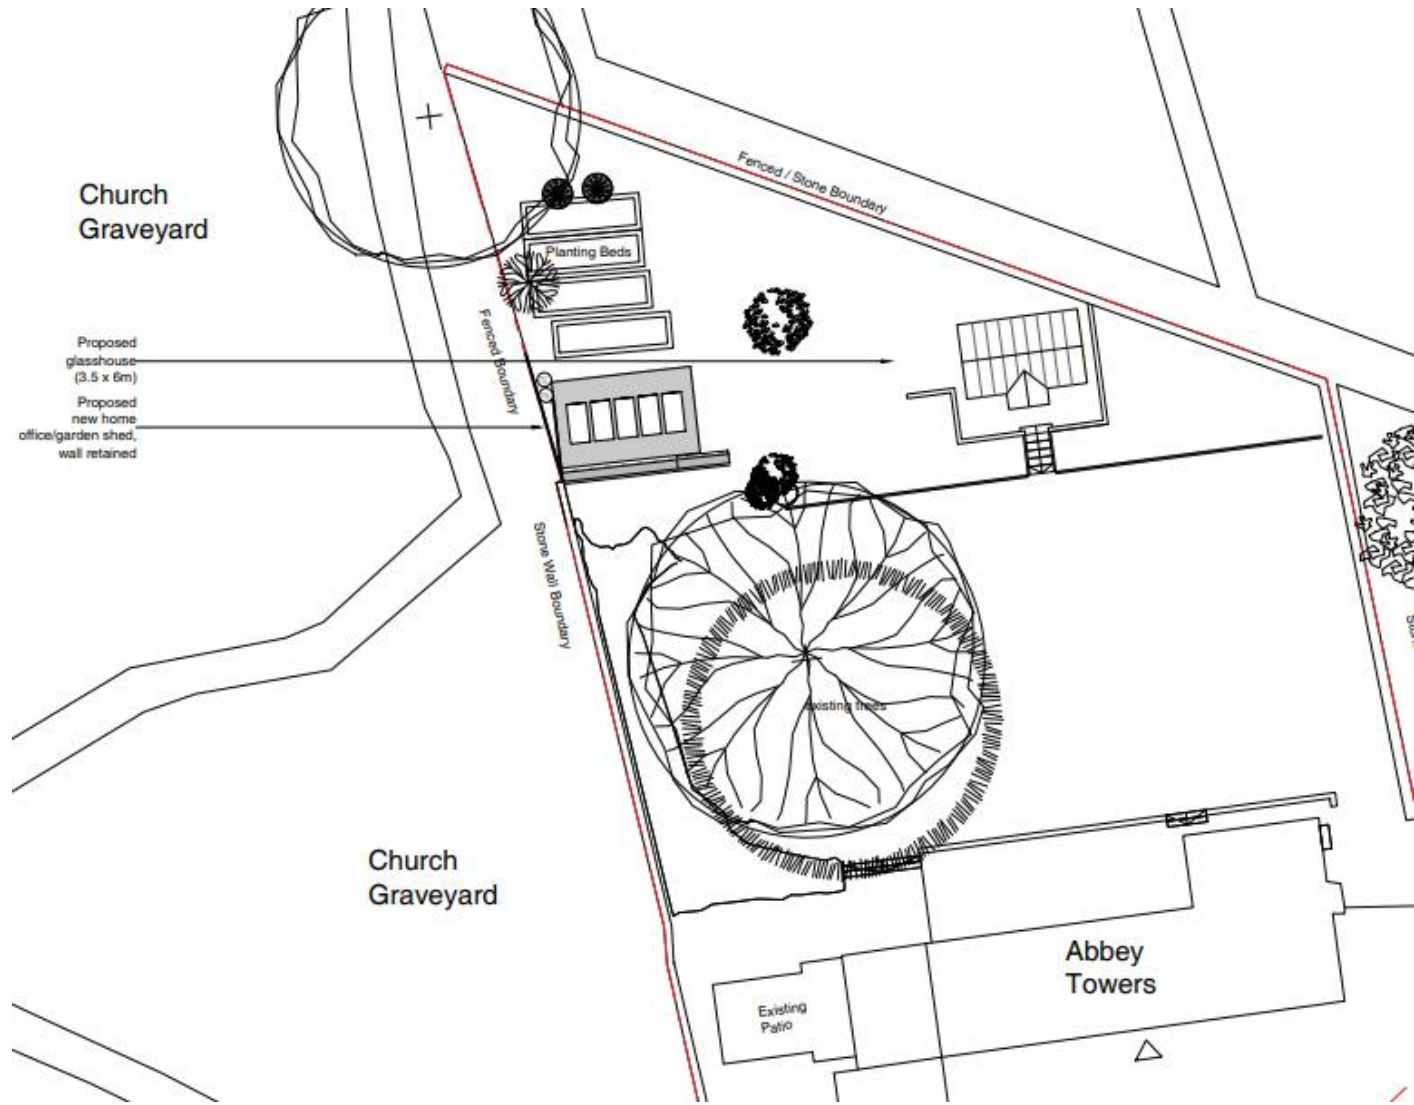 Church
Graveyard
Fenced / Stone Boundary
Planting Beds
Fenced Boundary
Proposed
glasshouse
(3.5 x 6m)
Proposed
new home
office/garden shed,
wall retained
Stone Wall Boundary
existing trees
Church
Graveyard
Abbey
Towers
Existing
Patio